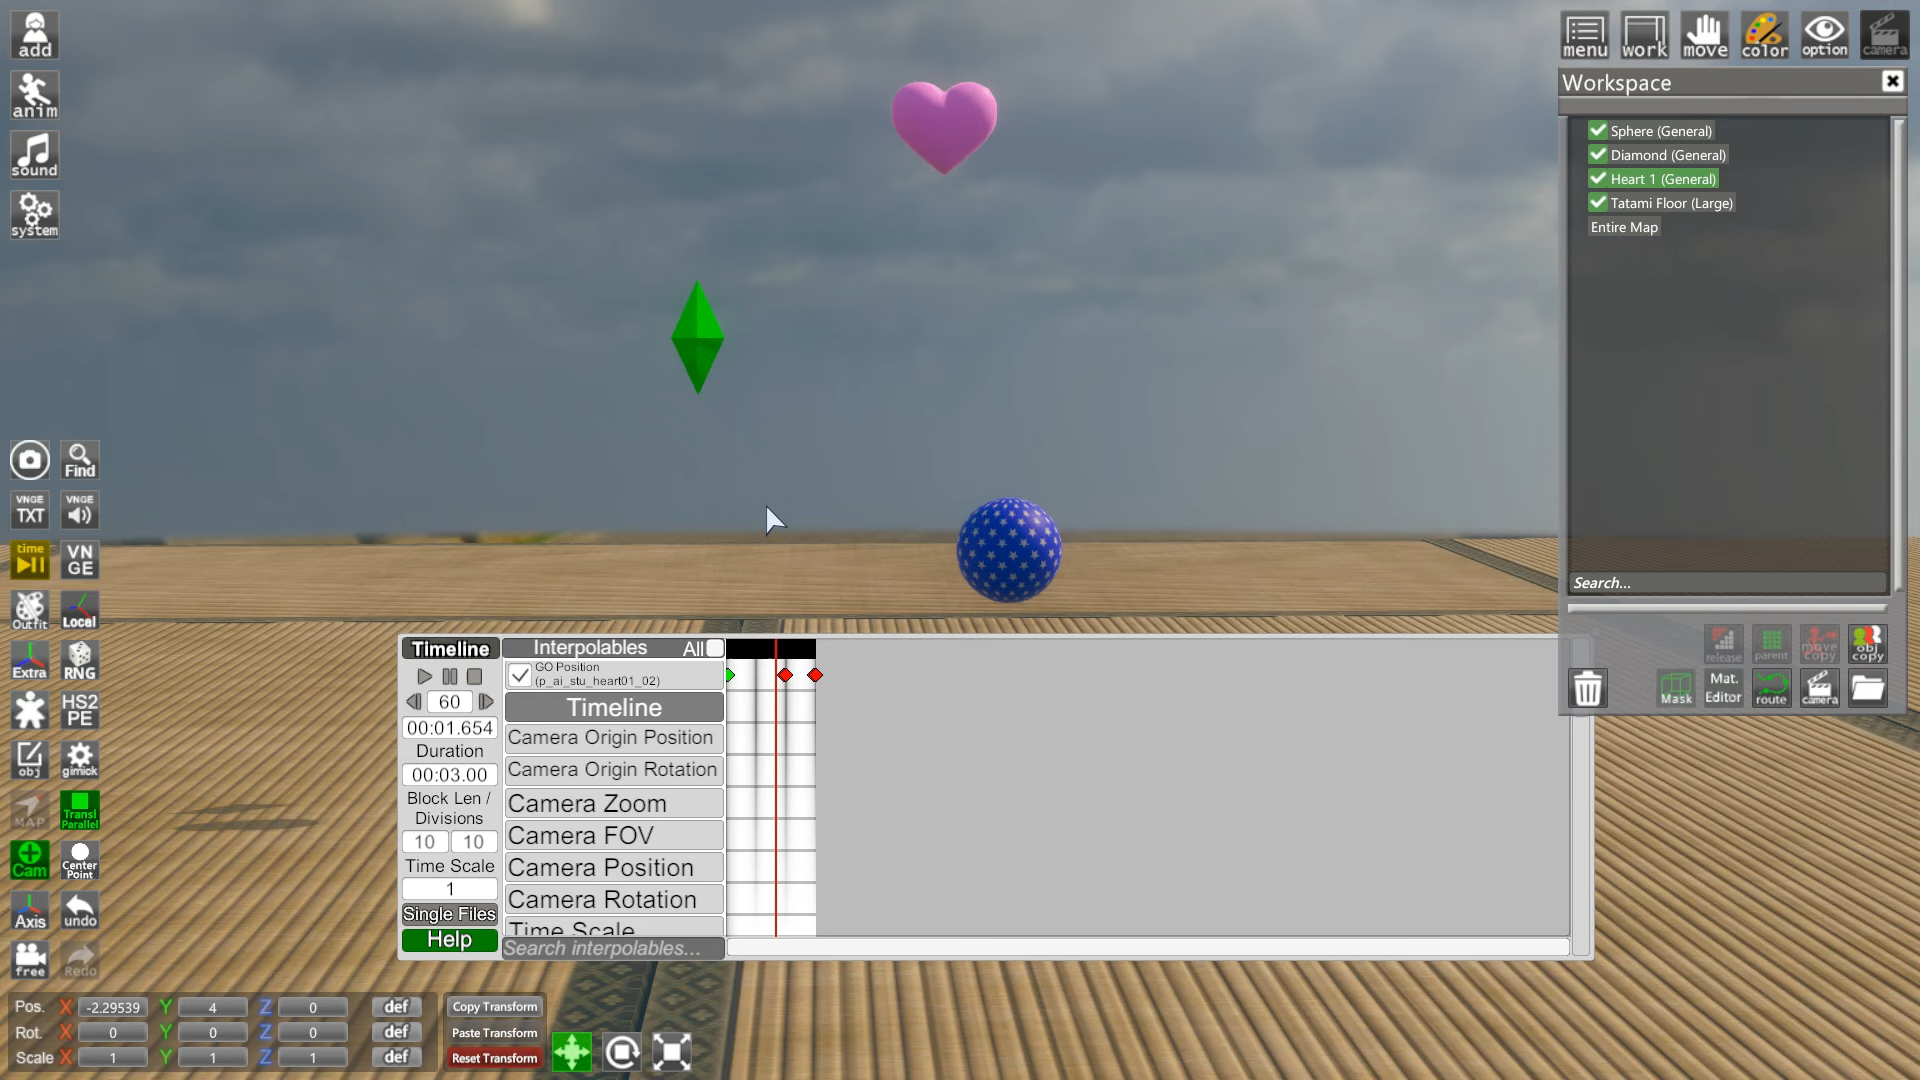 add
anim
sound
system
Find
VNGE
TXT
VNGE
time
VN
GE
Outfit
Local
Extra
RNG
HS2
PE
obj
gimick
MAP
Transl
Parallel
Cam
Center
Point
Axis
undo
free
Redo
menu
work
move
color
option
camera
Workspace
Sphere (General)
Diamond (General)
Heart 1 (General)
Tatami Floor (Large)
Entire Map
Search...
release
parent
move
copy
obj
copy
Mask
Mat.
Editor
route
camera
Timeline
60
00:01.654
Duration
00:03.00
Block Len /
Divisions
10 10
Time Scale
1
Single Files
Help
Interpolables All
GO Position
(p_ai_stu_heart01_02)
Timeline
Camera Origin Position
Camera Origin Rotation
Camera Zoom
Camera FOV
Camera Position
Camera Rotation
Time Scale
Search interpolables...
Pos. X -2.29539 Y 4 Z 0 def
Rot. X 0 Y 0 Z 0 def
Scale X 1 Y 1 Z 1 def
Copy Transform
Paste Transform
Reset Transform